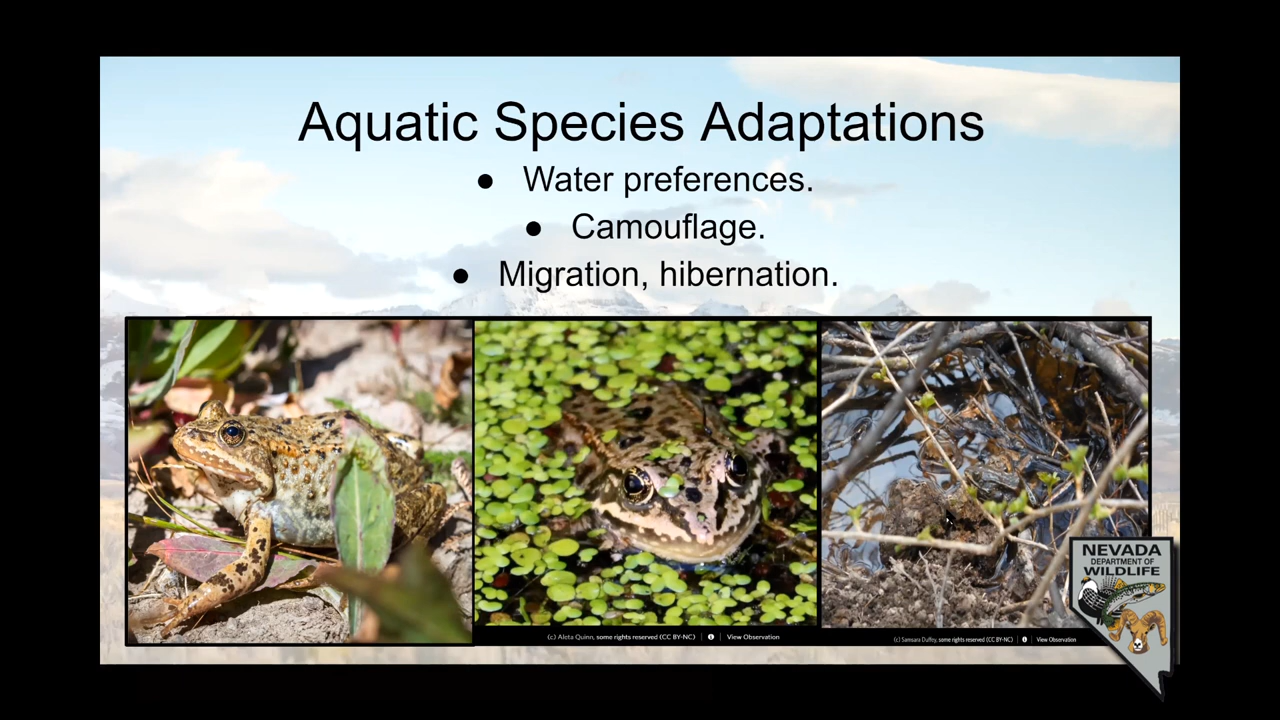 Aquatic Species Adaptations
● Water preferences.
● Camouflage.
● Migration, hibernation.
(c) Aleta Quinn, some rights reserved (CC BY-NC) | View Observation
(c) Samsara Duffey, some rights reserved (CC BY-NC) | View Observation
NEVADA
DEPARTMENT OF
WILDLIFE